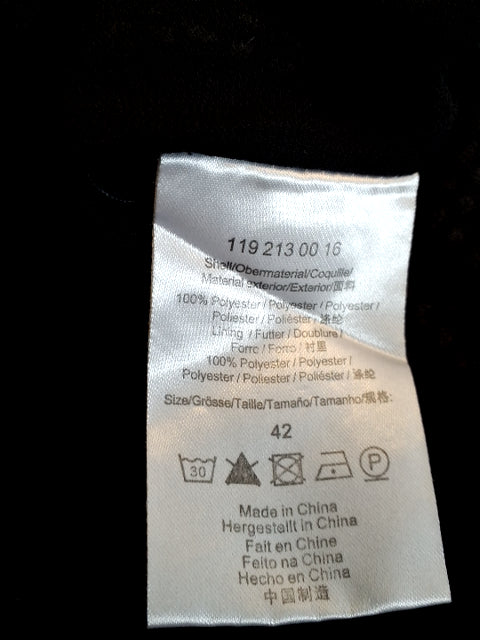 119 213 00 16
Shell/Obermaterial/Coquille/
Material exterior/Exterior/面料
100% Polyester / Polyester / Polyester /
Poliester / Poliéster / 涤纶
Lining / Futter / Doublure /
Forro / Forro / 衬里
100% Polyester / Polyester /
Polyester / Poliester / Poliéster / 涤纶
Size/Grösse/Taille/Tamaño/Tamanho/规格:
42
30 P
Made in China
Hergestellt in China
Fait en Chine
Feito na China
Hecho en China
中国制造